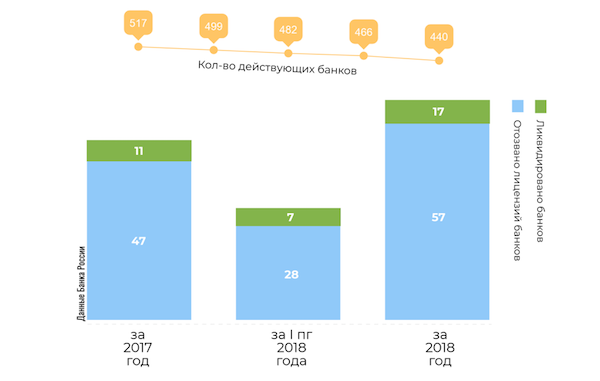 517
499
482
466
440
Кол-во действующих банков
11
47
7
28
17
57
Ликвидировано банков
Отозвано лицензий банков
Данные Банка России
за
2017
год
за I пг
2018
года
за
2018
год